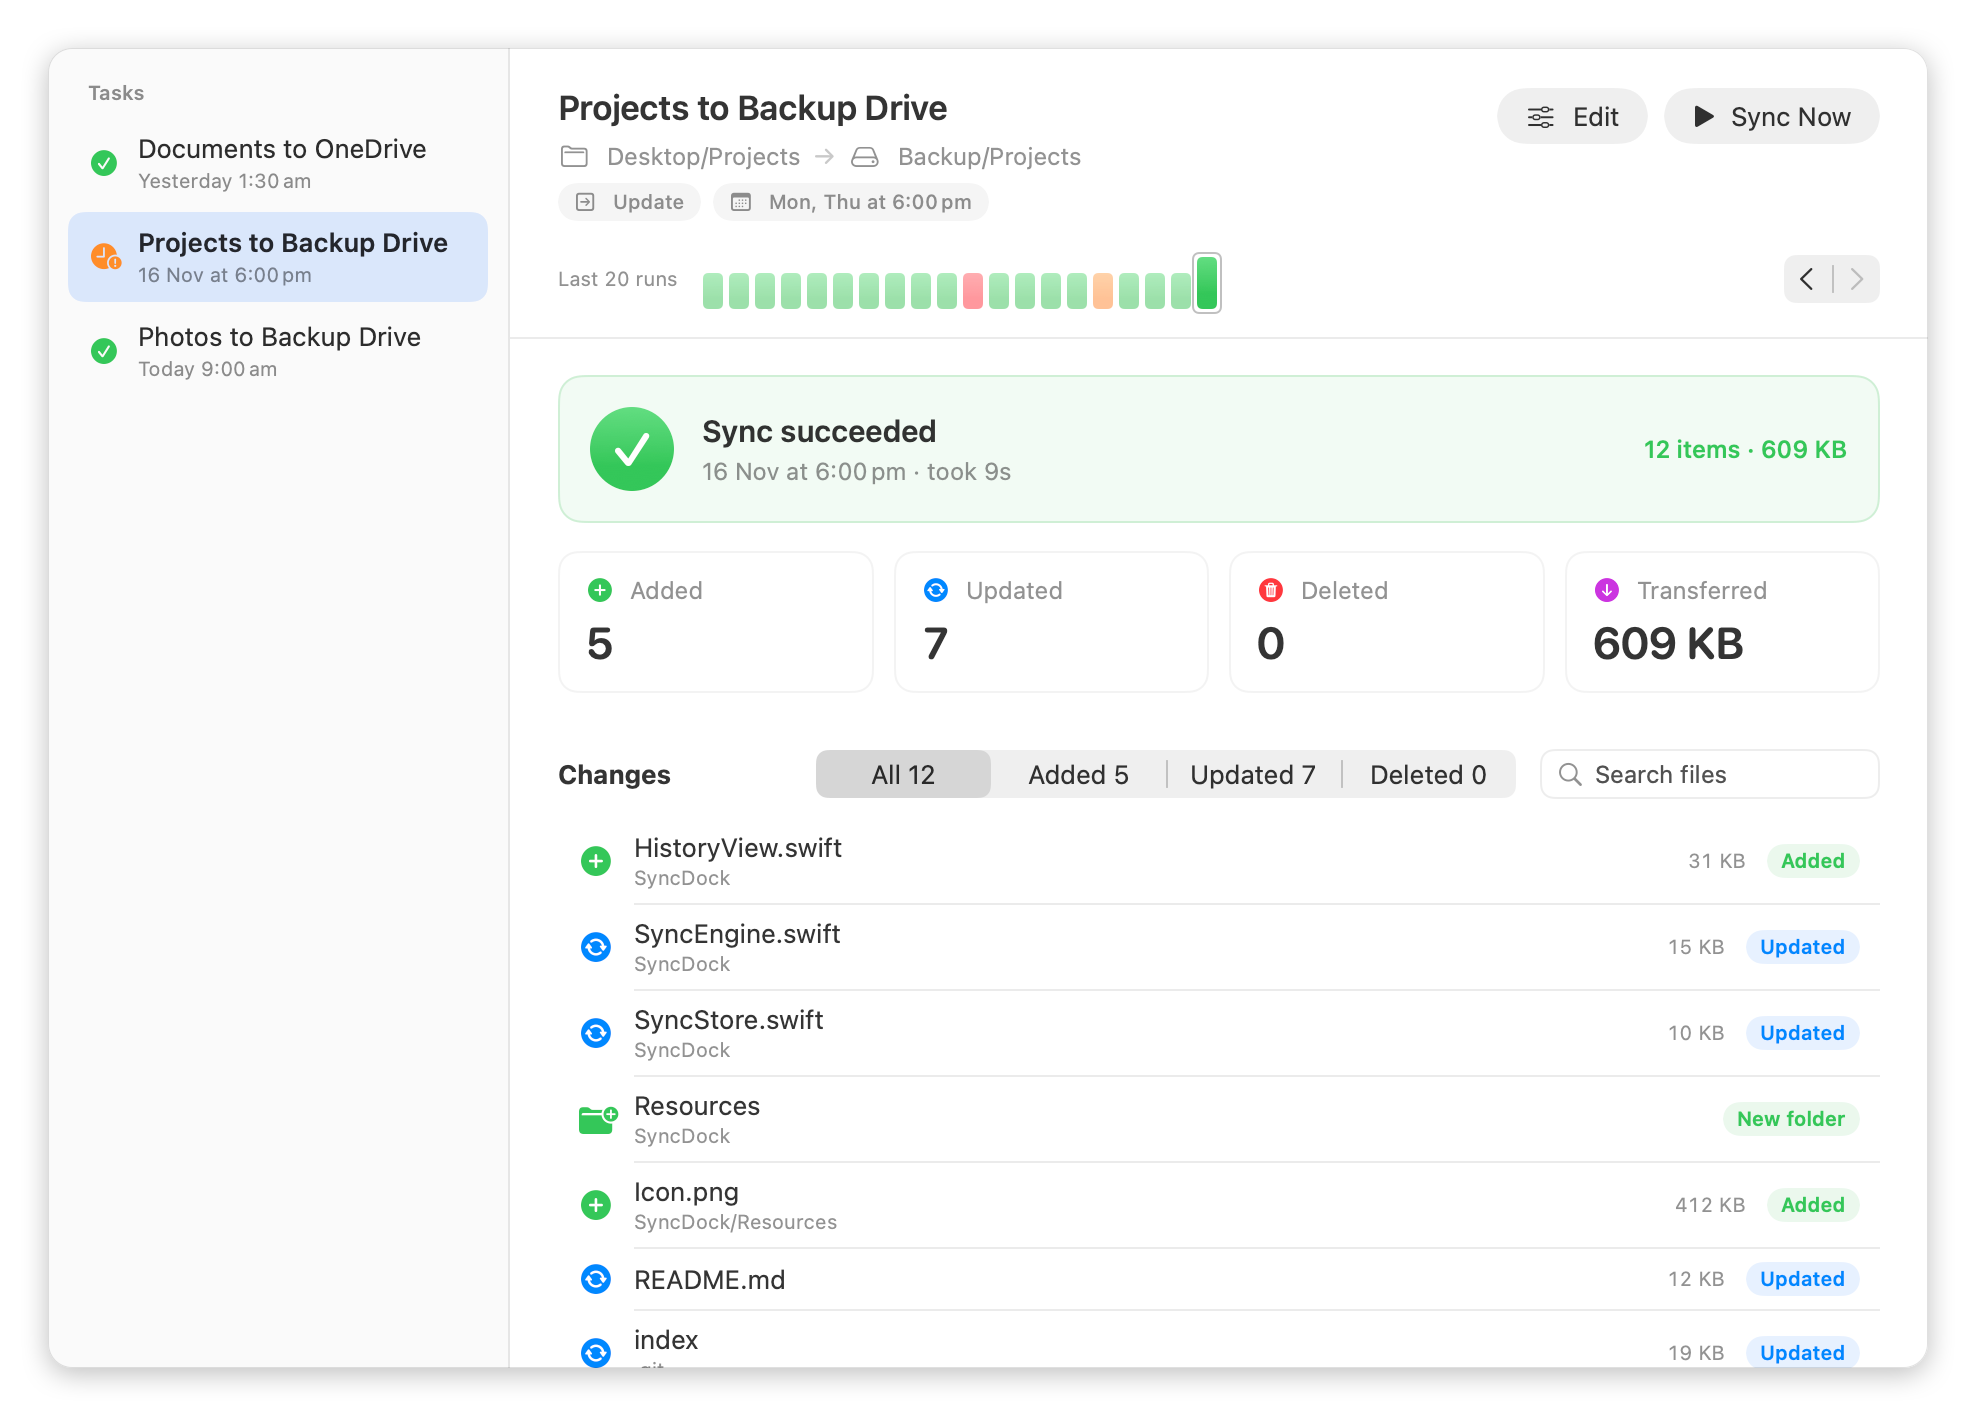 Tasks
Documents to OneDrive
Yesterday 1:30 am
Projects to Backup Drive
16 Nov at 6:00 pm
Photos to Backup Drive
Today 9:00 am
Projects to Backup Drive
Edit
Sync Now
Desktop/Projects
Backup/Projects
Update
Mon, Thu at 6:00 pm
Last 20 runs
Sync succeeded
16 Nov at 6:00 pm · took 9s
12 items · 609 KB
Added
5
Updated
7
Deleted
0
Transferred
609 KB
Changes
All 12
Added 5
Updated 7
Deleted 0
Search files
HistoryView.swift
SyncDock
31 KB
Added
SyncEngine.swift
SyncDock
15 KB
Updated
SyncStore.swift
SyncDock
10 KB
Updated
Resources
SyncDock
New folder
Icon.png
SyncDock/Resources
412 KB
Added
README.md
12 KB
Updated
index
19 KB
Updated